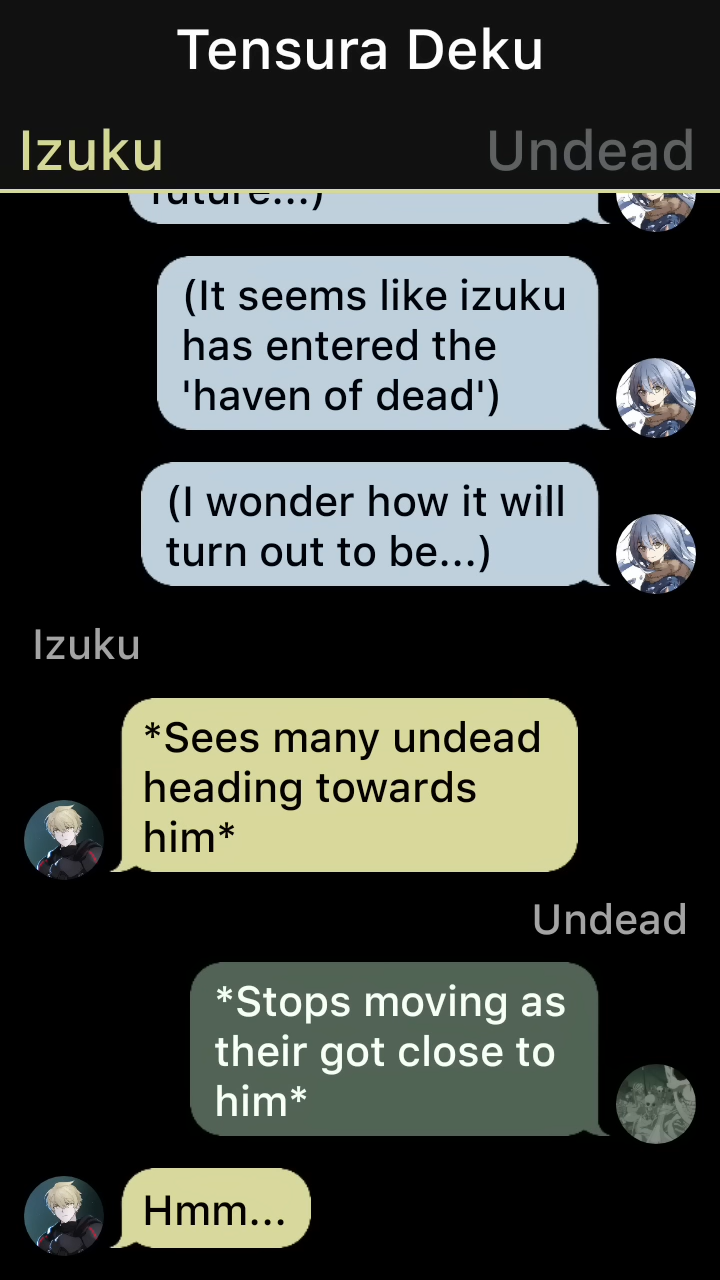 Tensura Deku
Izuku
Undead
future...)
(It seems like izuku
has entered the
'haven of dead')
(I wonder how it will
turn out to be...)
Izuku
*Sees many undead
heading towards
him*
Undead
*Stops moving as
their got close to
him*
Hmm...